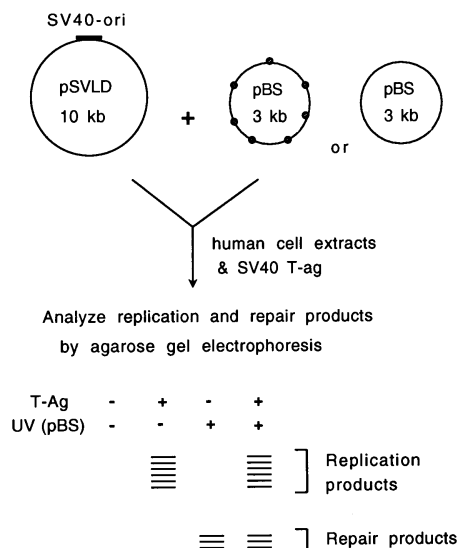 SV40-ori
pSVLD
10 kb
+
pBS
3 kb
or
pBS
3 kb
human cell extracts
& SV40 T-ag
Analyze replication and repair products
by agarose gel electrophoresis
T-Ag - + - +
UV (pBS) - - + +
Replication
products
Repair products